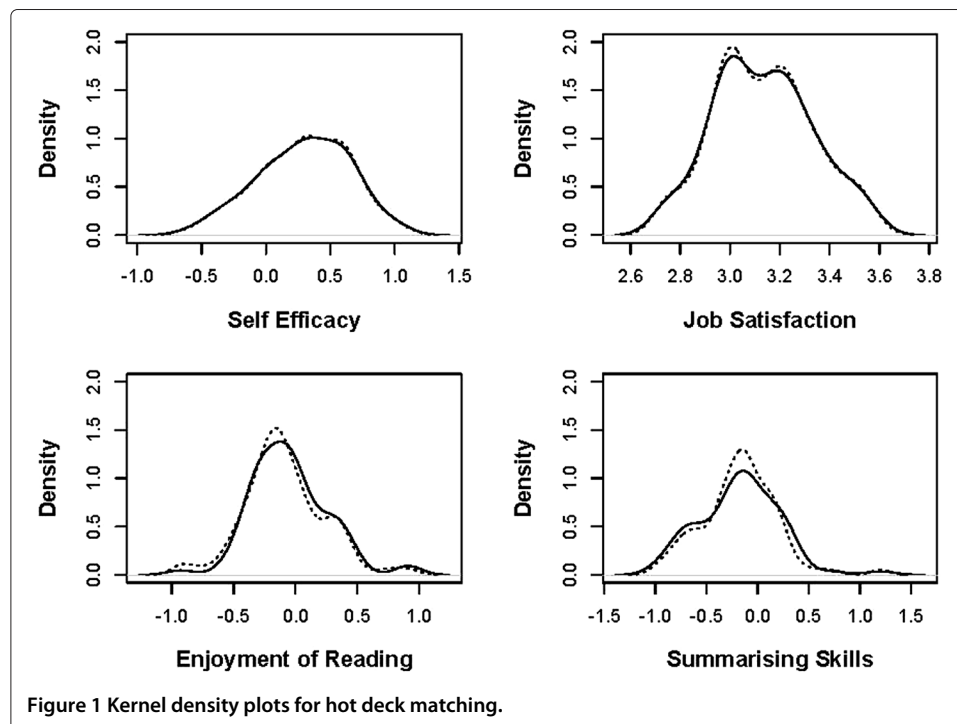 2.0
1.5
1.0
0.5
0.0
Density
-1.0 -0.5 0.0 0.5 1.0 1.5
Self Efficacy
2.0
1.5
1.0
0.5
0.0
Density
2.6 2.8 3.0 3.2 3.4 3.6 3.8
Job Satisfaction
2.0
1.5
1.0
0.5
0.0
Density
-1.0 -0.5 0.0 0.5 1.0
Enjoyment of Reading
2.0
1.5
1.0
0.5
0.0
Density
-1.5 -1.0 -0.5 0.0 0.5 1.0 1.5
Summarising Skills
Figure 1 Kernel density plots for hot deck matching.